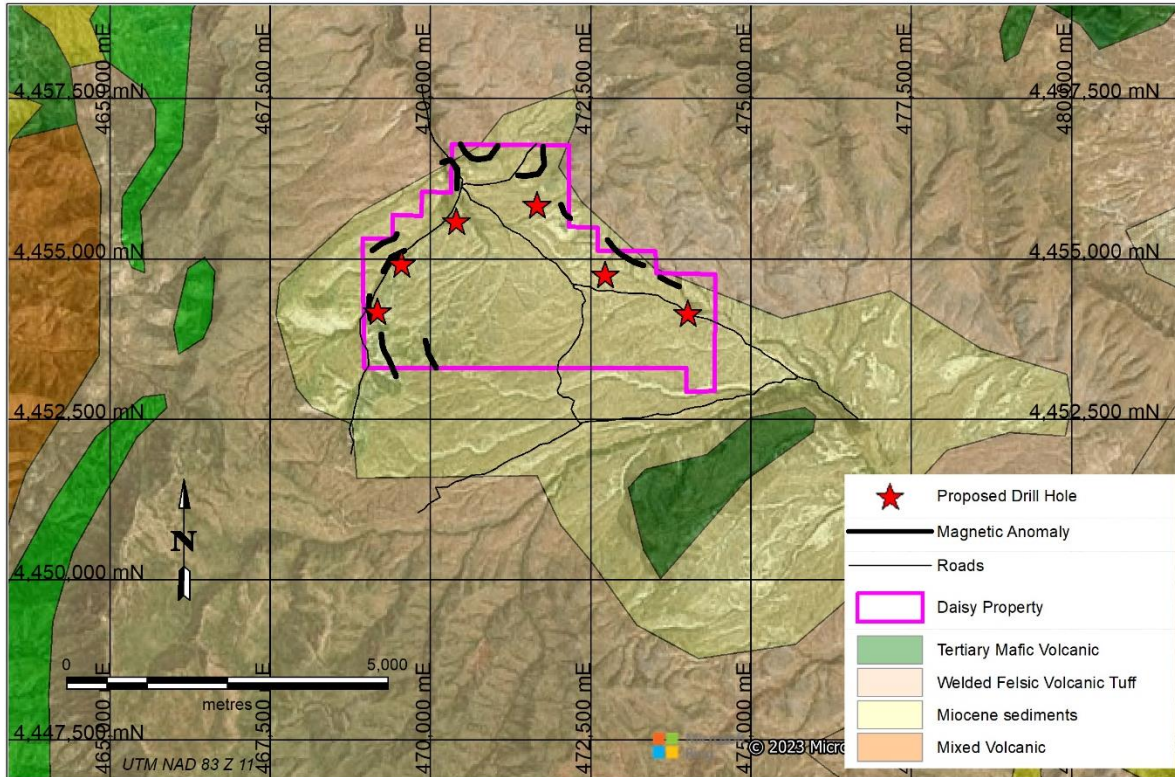 465,000 mE
467,500 mE
470,000 mE
472,500 mE
475,000 mE
477,500 mE
480,000 mE
4,457,500 mN
4,457,500 mN
4,455,000 mN
4,455,000 mN
4,452,500 mN
4,452,500 mN
4,450,000 mN
4,447,500 mN
N
0 5,000
metres
UTM NAD 83 Z 11
465,000 mE
467,500 mE
470,000 mE
472,500 mE
475,000 mE
© 2023 Micro
Proposed Drill Hole
Magnetic Anomaly
Roads
Daisy Property
Tertiary Mafic Volcanic
Welded Felsic Volcanic Tuff
Miocene sediments
Mixed Volcanic